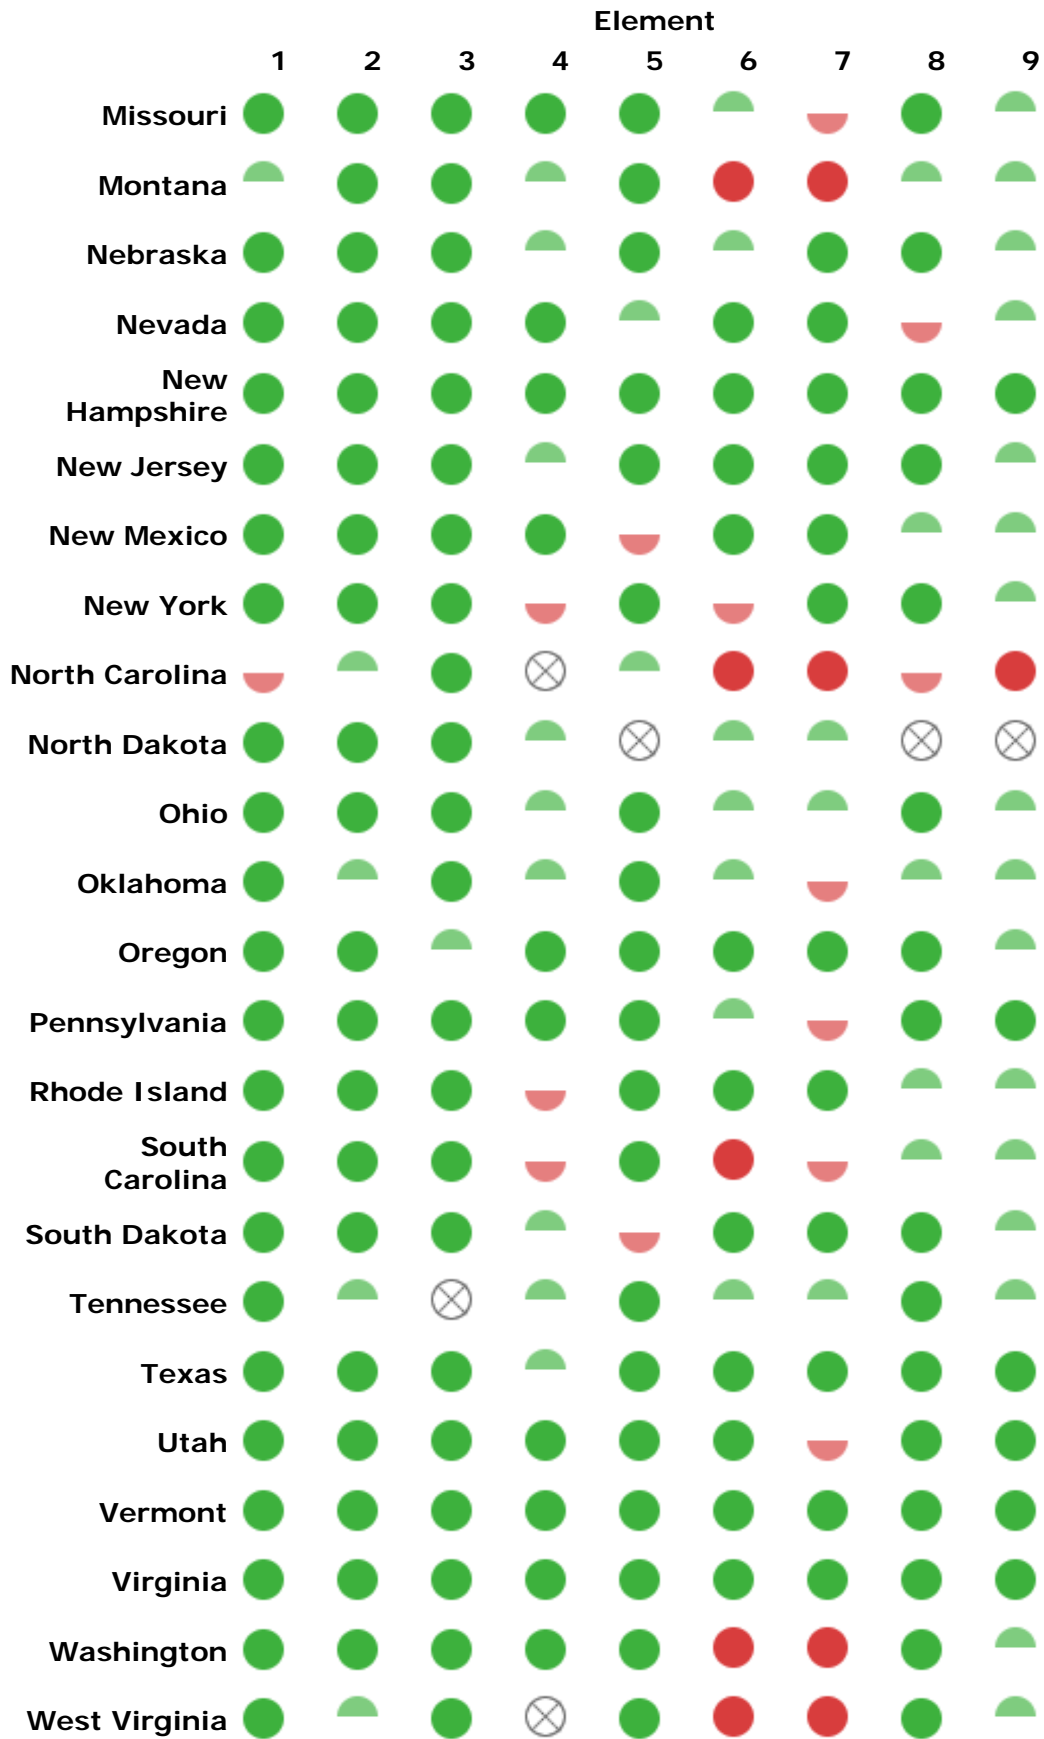 Element
1 2 3 4 5 6 7 8 9
Missouri
Montana
Nebraska
Nevada
New
Hampshire
New Jersey
New Mexico
New York
North Carolina
North Dakota
Ohio
Oklahoma
Oregon
Pennsylvania
Rhode Island
South
Carolina
South Dakota
Tennessee
Texas
Utah
Vermont
Virginia
Washington
West Virginia